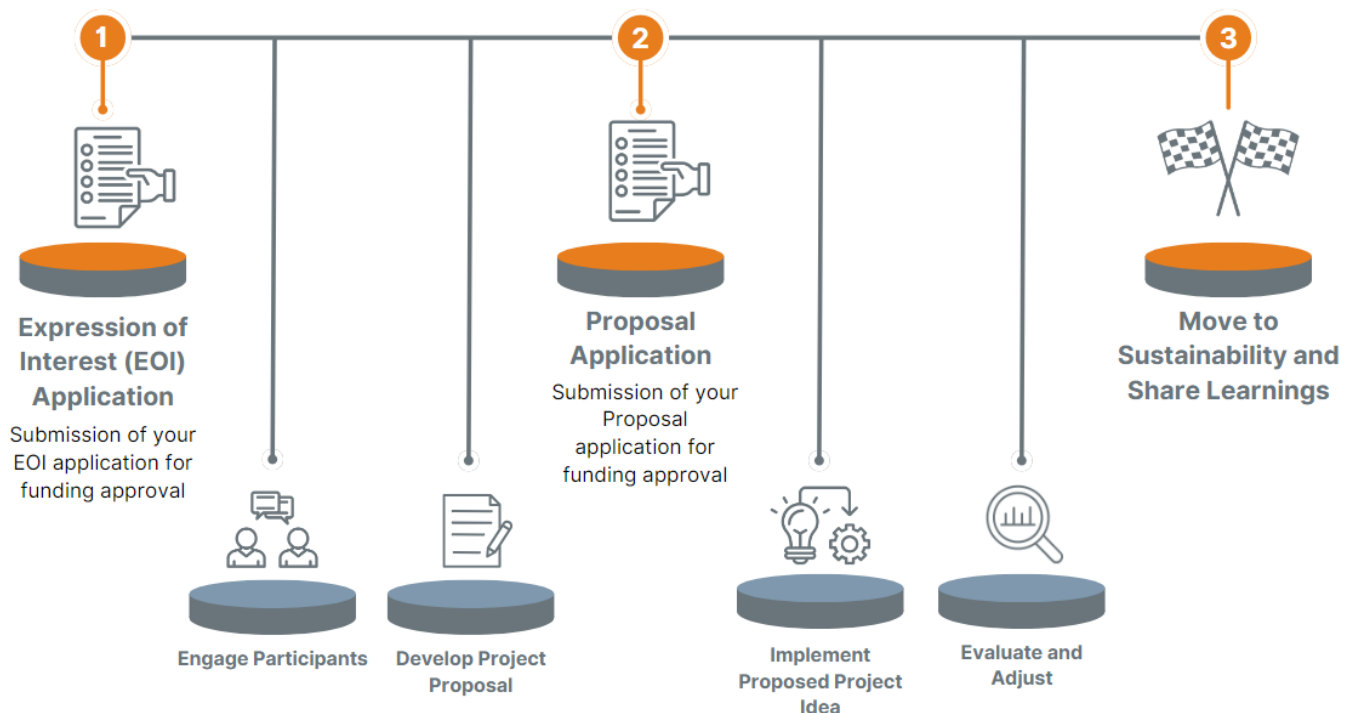 1
2
3
Expression of
Interest (EOI)
Application
Submission of your
EOI application for
funding approval
Engage Participants
Develop Project
Proposal
Proposal
Application
Submission of your
Proposal
application for
funding approval
Implement
Proposed Project
Idea
Evaluate and
Adjust
Move to
Sustainability and
Share Learnings